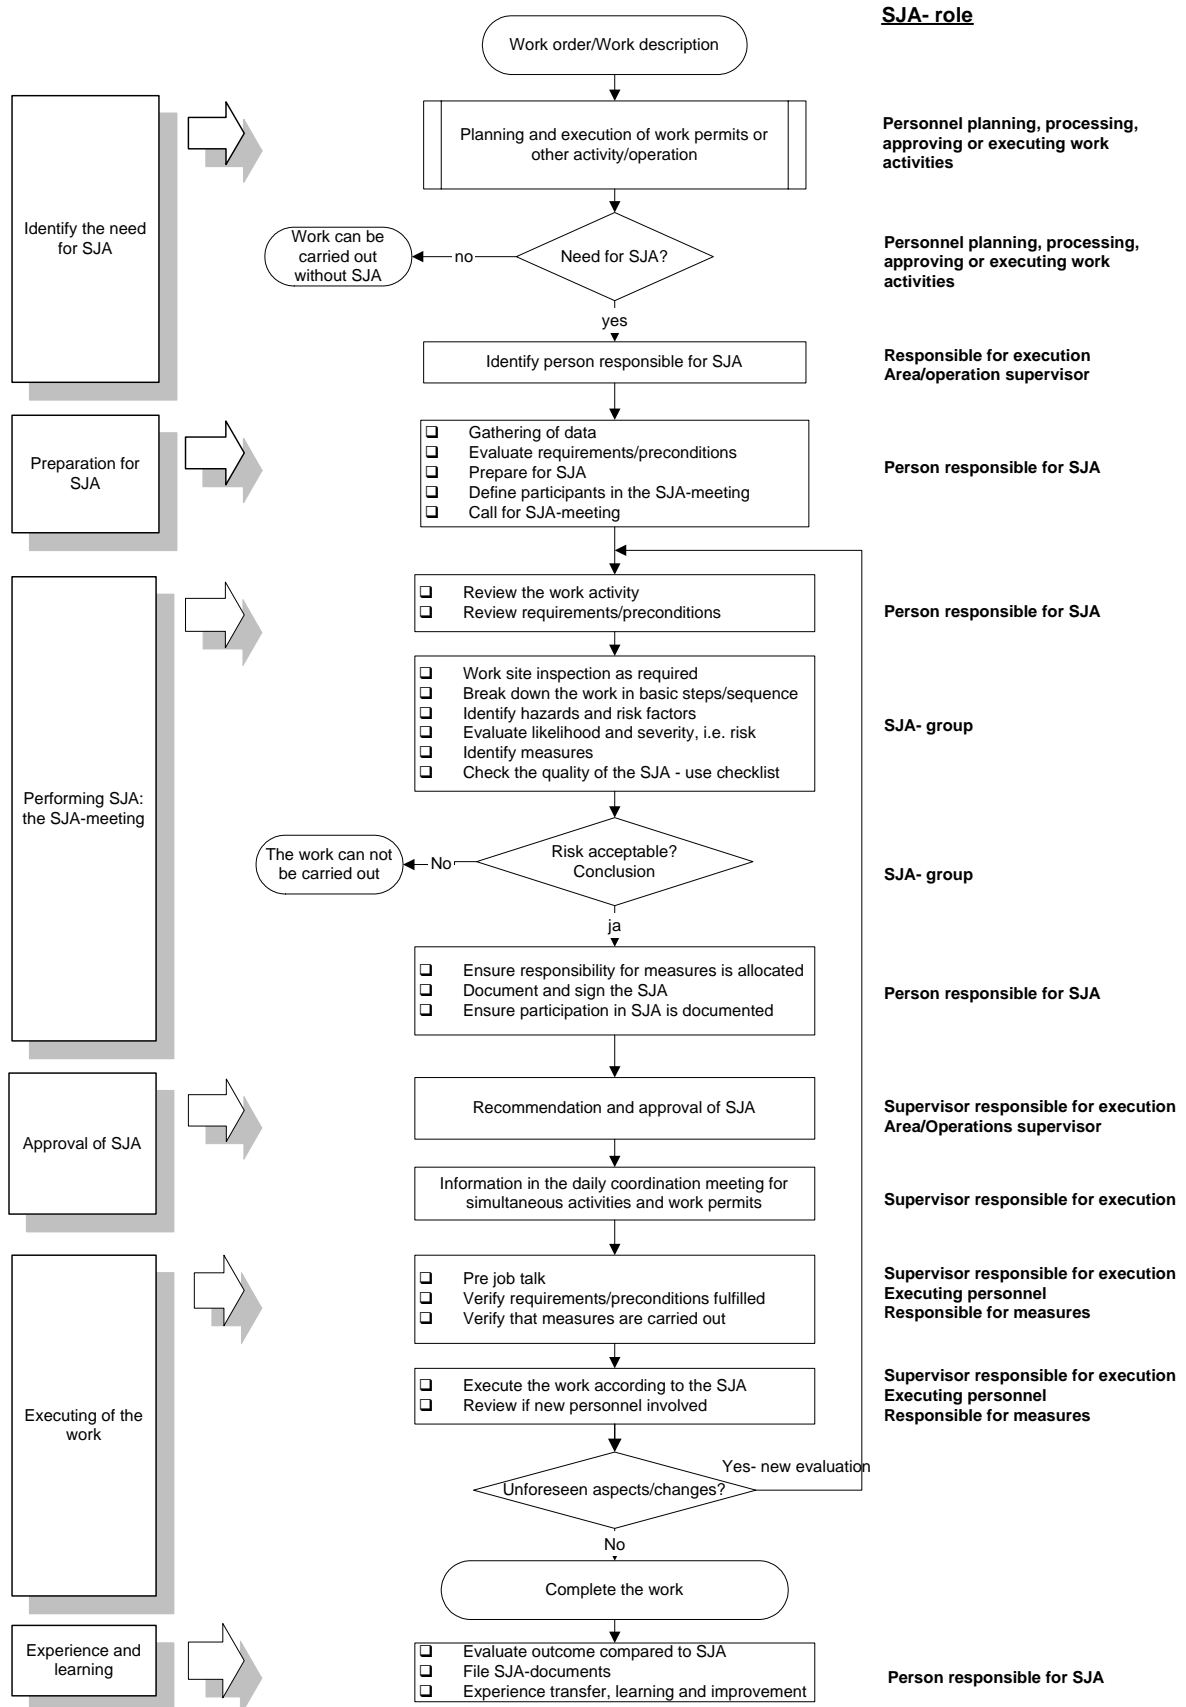 SJA- role
Work order/Work description
Identify the need
for SJA
Planning and execution of work permits or
other activity/operation
Personnel planning, processing,
approving or executing work
activities
Work can be
carried out
without SJA
no
Need for SJA?
Personnel planning, processing,
approving or executing work
activities
yes
Identify person responsible for SJA
Responsible for execution
Area/operation supervisor
Preparation for
SJA
❑ Gathering of data
❑ Evaluate requirements/preconditions
❑ Prepare for SJA
❑ Define participants in the SJA-meeting
❑ Call for SJA-meeting
Person responsible for SJA
Performing SJA:
the SJA-meeting
❑ Review the work activity
❑ Review requirements/preconditions
Person responsible for SJA
❑ Work site inspection as required
❑ Break down the work in basic steps/sequence
❑ Identify hazards and risk factors
❑ Evaluate likelihood and severity, i.e. risk
❑ Identify measures
❑ Check the quality of the SJA - use checklist
SJA- group
The work can not
be carried out
No
Risk acceptable?
Conclusion
SJA- group
ja
❑ Ensure responsibility for measures is allocated
❑ Document and sign the SJA
❑ Ensure participation in SJA is documented
Person responsible for SJA
Approval of SJA
Recommendation and approval of SJA
Supervisor responsible for execution
Area/Operations supervisor
Information in the daily coordination meeting for
simultaneous activities and work permits
Supervisor responsible for execution
Executing of the
work
❑ Pre job talk
❑ Verify requirements/preconditions fulfilled
❑ Verify that measures are carried out
Supervisor responsible for execution
Executing personnel
Responsible for measures
❑ Execute the work according to the SJA
❑ Review if new personnel involved
Supervisor responsible for execution
Executing personnel
Responsible for measures
Unforeseen aspects/changes?
Yes- new evaluation
No
Complete the work
Experience and
learning
❑ Evaluate outcome compared to SJA
❑ File SJA-documents
❑ Experience transfer, learning and improvement
Person responsible for SJA